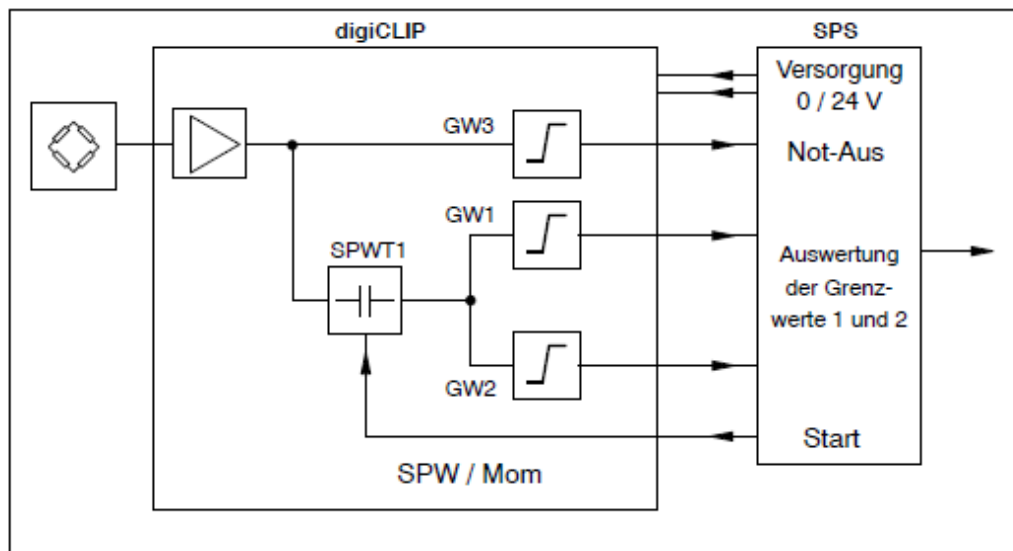 digiCLIP
SPS
Versorgung
0 / 24 V
GW3
Not-Aus
GW1
SPWT1
Auswertung
der Grenz-
werte 1 und 2
GW2
Start
SPW / Mom